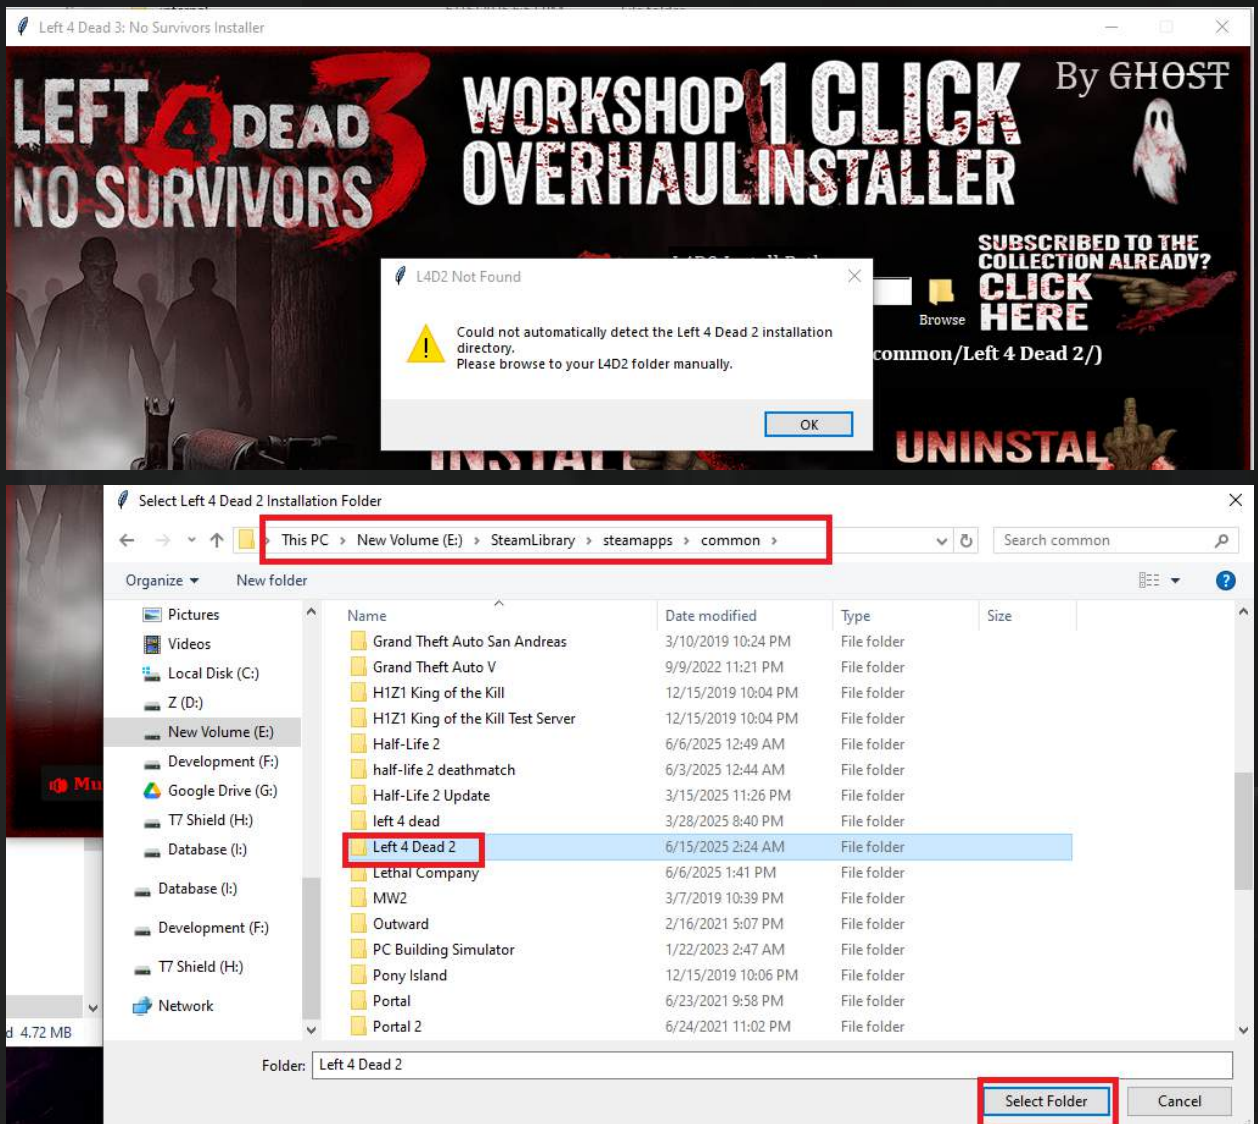 Left 4 Dead 3: No Survivors Installer
LEFT 4 DEAD 3
NO SURVIVORS
WORKSHOP 1 CLICK
OVERHAUL INSTALLER
By GHOST
SUBSCRIBED TO THE
COLLECTION ALREADY?
CLICK
HERE
Browse
common/Left 4 Dead 2/)
L4D2 Not Found
Could not automatically detect the Left 4 Dead 2 installation
directory.
Please browse to your L4D2 folder manually.
OK
INSTALL
UNINSTAL
Select Left 4 Dead 2 Installation Folder
This PC > New Volume (E:) > SteamLibrary > steamapps > common >
Search common
Organize
New folder
Name Date modified Type Size
Pictures
Videos
Local Disk (C:)
Z (D:)
New Volume (E:)
Development (F:)
Google Drive (G:)
T7 Shield (H:)
Database (I:)
Database (I:)
Development (F:)
T7 Shield (H:)
Network
Grand Theft Auto San Andreas 3/10/2019 10:24 PM File folder
Grand Theft Auto V 9/9/2022 11:21 PM File folder
H1Z1 King of the Kill 12/15/2019 10:04 PM File folder
H1Z1 King of the Kill Test Server 12/15/2019 10:04 PM File folder
Half-Life 2 6/6/2025 12:49 AM File folder
half-life 2 deathmatch 6/3/2025 12:44 AM File folder
Half-Life 2 Update 3/15/2025 11:26 PM File folder
left 4 dead 3/28/2025 8:40 PM File folder
Left 4 Dead 2 6/15/2025 2:24 AM File folder
Lethal Company 6/6/2025 1:41 PM File folder
MW2 3/7/2019 10:39 PM File folder
Outward 2/16/2021 5:07 PM File folder
PC Building Simulator 1/22/2023 2:47 AM File folder
Pony Island 12/15/2019 10:06 PM File folder
Portal 6/23/2021 9:58 PM File folder
Portal 2 6/24/2021 11:02 PM File folder
Mu
d 4.72 MB
Folder: Left 4 Dead 2
Select Folder
Cancel